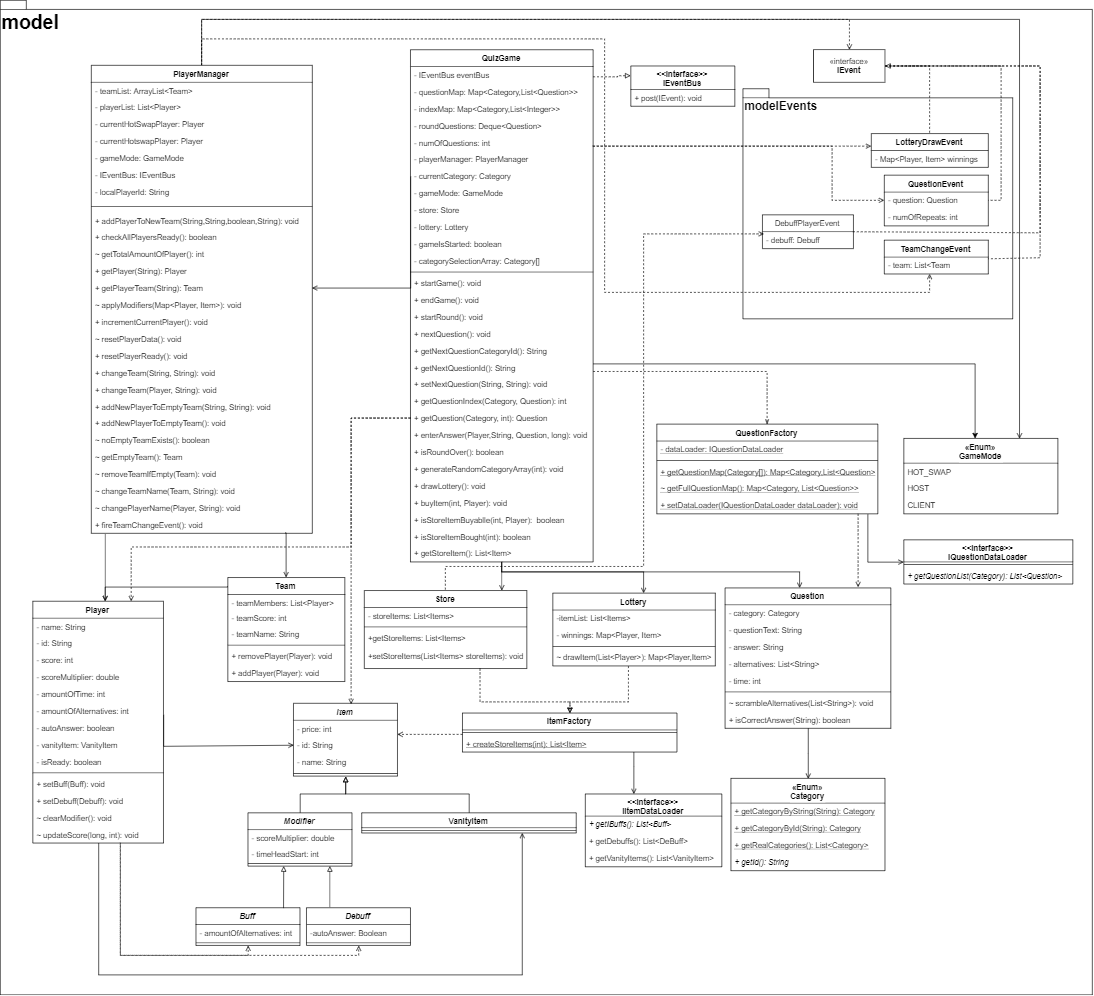 model
PlayerManager
- teamList: ArrayList<Team>
- playerList: List<Player>
- currentHotSwapPlayer: Player
- currentHotswapPlayer: Player
- gameMode: GameMode
- IEventBus: IEventBus
- localPlayerId: String
+ addPlayerToNewTeam(String,String,boolean,String): void
+ checkAllPlayersReady(): boolean
~ getTotalAmountOfPlayer(): int
+ getPlayer(String): Player
+ getPlayerTeam(String): Team
~ applyModifiers(Map<Player, Item>): void
+ incrementCurrentPlayer(): void
~ resetPlayerData(): void
~ resetPlayerReady(): void
+ changeTeam(String, String): void
+ changeTeam(Player, String): void
+ addNewPlayerToEmptyTeam(String, String): void
+ addNewPlayerToEmptyTeam(): void
~ noEmptyTeamExists(): boolean
~ getEmptyTeam(): Team
~ removeTeamIfEmpty(Team): void
~ changeTeamName(Team, String): void
~ changePlayerName(Player, String): void
+ fireTeamChangeEvent(): void
QuizGame
- IEventBus eventBus
- questionMap: Map<Category,List<Question>>
- indexMap: Map<Category,List<Integer>>
- roundQuestions: Deque<Question>
- numOfQuestions: int
- playerManager: PlayerManager
- currentCategory: Category
- gameMode: GameMode
- store: Store
- lottery: Lottery
- gameIsStarted: boolean
- categorySelectionArray: Category[]
+ startGame(): void
+ endGame(): void
+ startRound(): void
+ nextQuestion(): void
+ getNextQuestionCategoryId(): String
+ getNextQuestionId(): String
+ setNextQuestion(String, String): void
+ getQuestionIndex(Category, Question): int
+ getQuestion(Category, int): Question
+ enterAnswer(Player,String, Question, long): void
+ isRoundOver(): boolean
+ generateRandomCategoryArray(int): void
+ drawLottery(): void
+ buyItem(int, Player): void
+ isStoreItemBuyable(int, Player): boolean
+ isStoreItemBought(int): boolean
+ getStoreItem(): List<Item>
<<Interface>>
IEventBus
+ post(IEvent): void
«interface»
IEvent
modelEvents
LotteryDrawEvent
- Map<Player, Item> winnings
QuestionEvent
- question: Question
- numOfRepeats: int
DebuffPlayerEvent
- debuff: Debuff
TeamChangeEvent
- team: List<Team
QuestionFactory
- dataLoader: IQuestionDataLoader
+ getQuestionMap(Category[]): Map<Category,List<Question>
~ getFullQuestionMap(): Map<Category, List<Question>>
+ setDataLoader(IQuestionDataLoader dataLoader): void
«Enum»
GameMode
HOT_SWAP
HOST
CLIENT
<<Interface>>
IQuestionDataLoader
+ getQuestionList(Category): List<Question>
Team
- teamMembers: List<Player>
- teamScore: int
- teamName: String
+ removePlayer(Player): void
+ addPlayer(Player): void
Player
- name: String
- id: String
- score: int
- scoreMultiplier: double
- amountOfTime: int
- amountOfAlternatives: int
- autoAnswer: boolean
- vanityItem: VanityItem
- isReady: boolean
+ setBuff(Buff): void
+ setDebuff(Debuff): void
~ clearModifier(): void
~ updateScore(long, int): void
Store
- storeItems: List<Items>
+getStoreItems: List<Items>
+setStoreItems(List<Items> storeItems): void
Lottery
-itemList: List<Items>
- winnings: Map<Player, Item>
~ drawItem(List<Player>): Map<Player,Item>
Question
- category: Category
- questionText: String
- answer: String
- alternatives: List<String>
- time: int
~ scrambleAlternatives(List<String>): void
+ isCorrectAnswer(String): boolean
Item
- price: int
- id: String
- name: String
ItemFactory
+ createStoreItems(int): List<Item>
<<Interface>>
IItemDataLoader
+ getIBuffs(): List<Buff>
+ getDebuffs(): List<DeBuff>
+ getVanityItems(): List<VanityItem>
«Enum»
Category
+ getCategoryByString(String): Category
+ getCategoryById(String): Category
+ getRealCategories(): List<Category>
+ getId(): String
Modifier
- scoreMultiplier: double
- timeHeadStart: int
VanityItem
Buff
- amountOfAlternatives: int
Debuff
-autoAnswer: Boolean